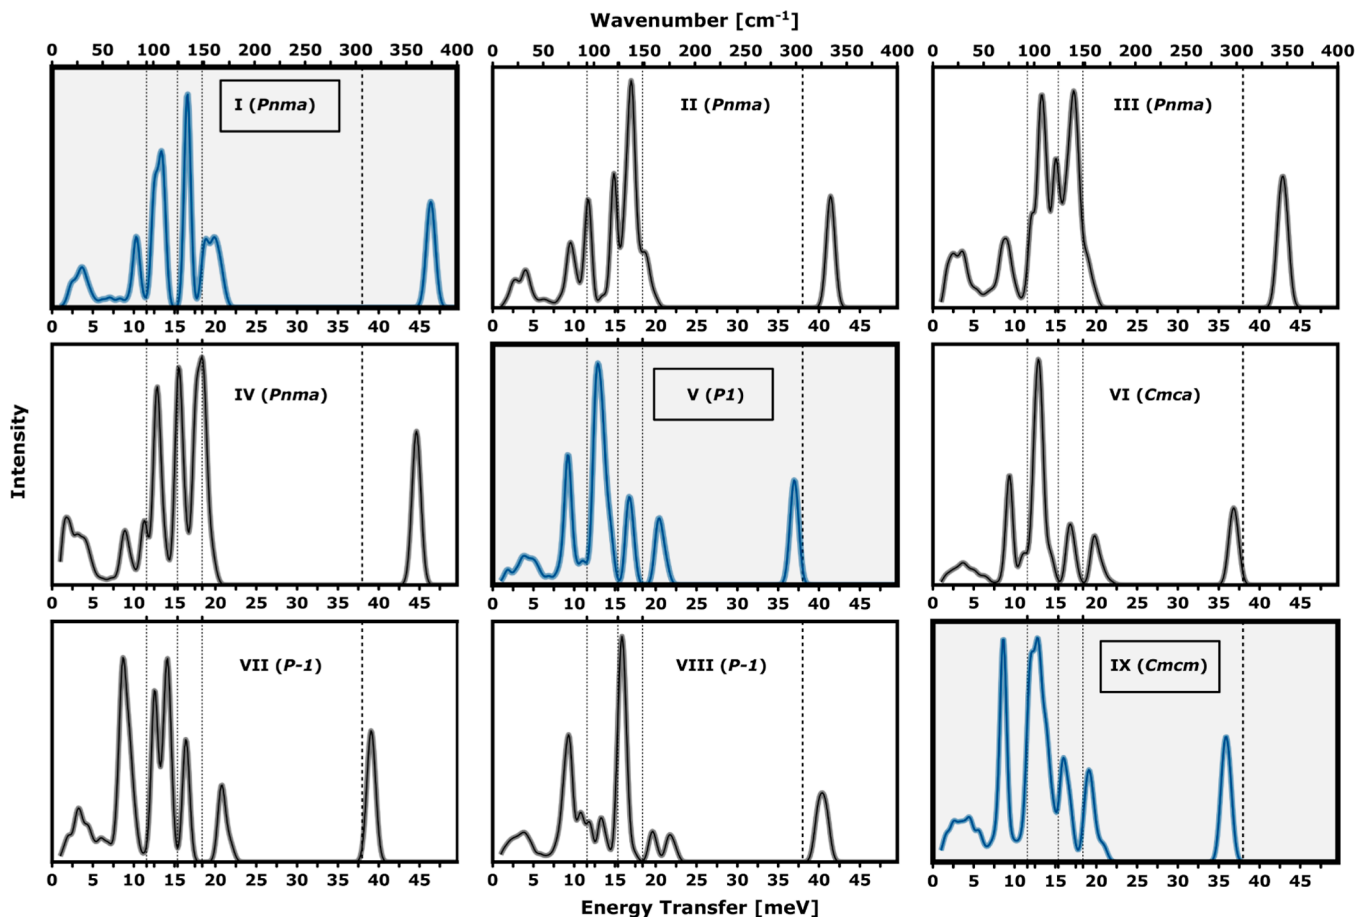 Wavenumber [cm⁻¹]
0 50 100 150 200 250 300 350 400 0 50 100 150 200 250 300 350 400 0 50 100 150 200 250 300 350 400
I (Pnma)
II (Pnma)
III (Pnma)
0 5 10 15 20 25 30 35 40 45 0 5 10 15 20 25 30 35 40 45 0 5 10 15 20 25 30 35 40 45
Intensity
IV (Pnma)
V (P1)
VI (Cmca)
0 5 10 15 20 25 30 35 40 45 0 5 10 15 20 25 30 35 40 45 0 5 10 15 20 25 30 35 40 45
VII (P-1)
VIII (P-1)
IX (Cmcm)
0 5 10 15 20 25 30 35 40 45 0 5 10 15 20 25 30 35 40 45 0 5 10 15 20 25 30 35 40 45
Energy Transfer [meV]